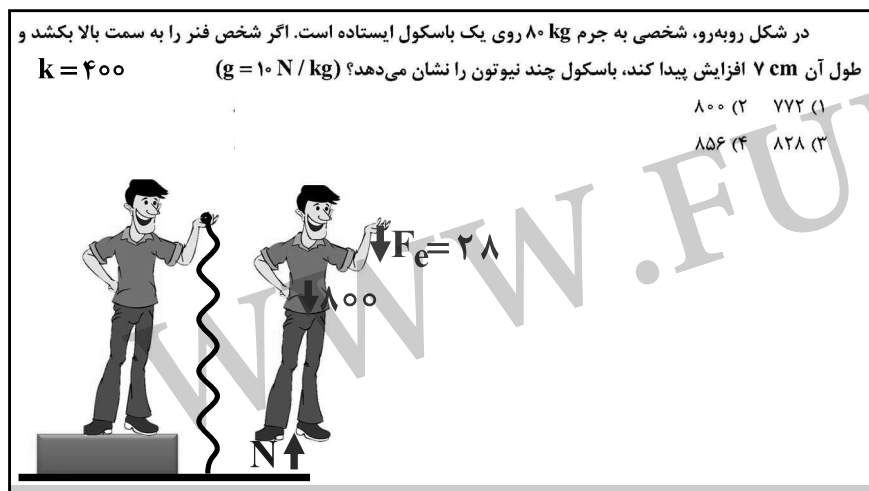 در شکل روبه‌رو، شخصی به جرم ۸۰ kg روی یک باسکول ایستاده است. اگر شخص فنر را به سمت بالا بکشد و
طول آن ۷ cm افزایش پیدا کند، باسکول چند نیوتون را نشان می‌دهد؟ (g = ۱۰ N / kg)
k = ۴۰۰
۱) ۷۷۲ ۲) ۸۰۰
۳) ۸۲۸ ۴) ۸۵۶
Fe = ۲۸
۸۰۰
N
WWW.FU